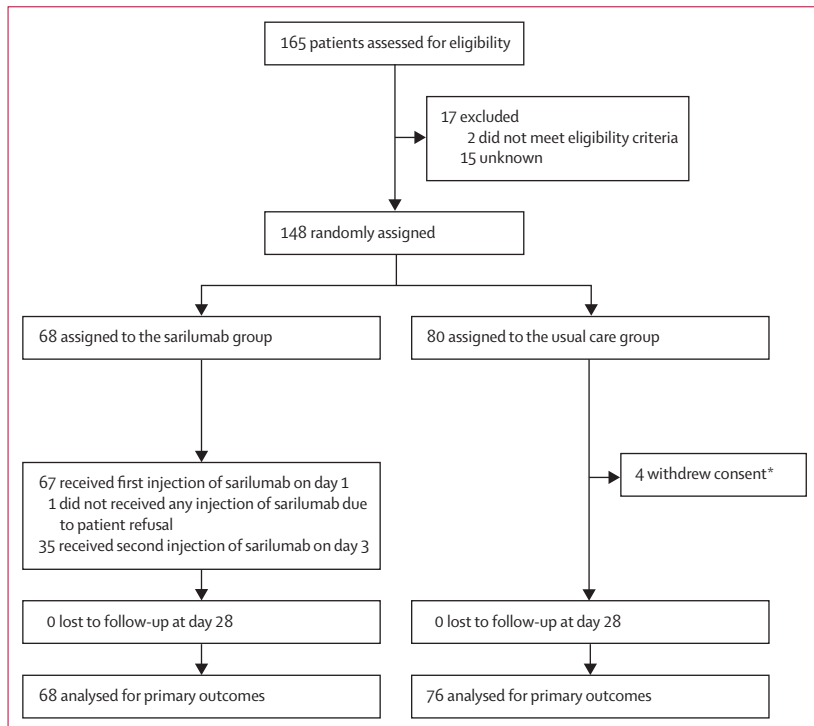 165 patients assessed for eligibility
17 excluded
2 did not meet eligibility criteria
15 unknown
148 randomly assigned
68 assigned to the sarilumab group
80 assigned to the usual care group
67 received first injection of sarilumab on day 1
1 did not received any injection of sarilumab due
to patient refusal
35 received second injection of sarilumab on day 3
4 withdrew consent*
0 lost to follow-up at day 28
0 lost to follow-up at day 28
68 analysed for primary outcomes
76 analysed for primary outcomes